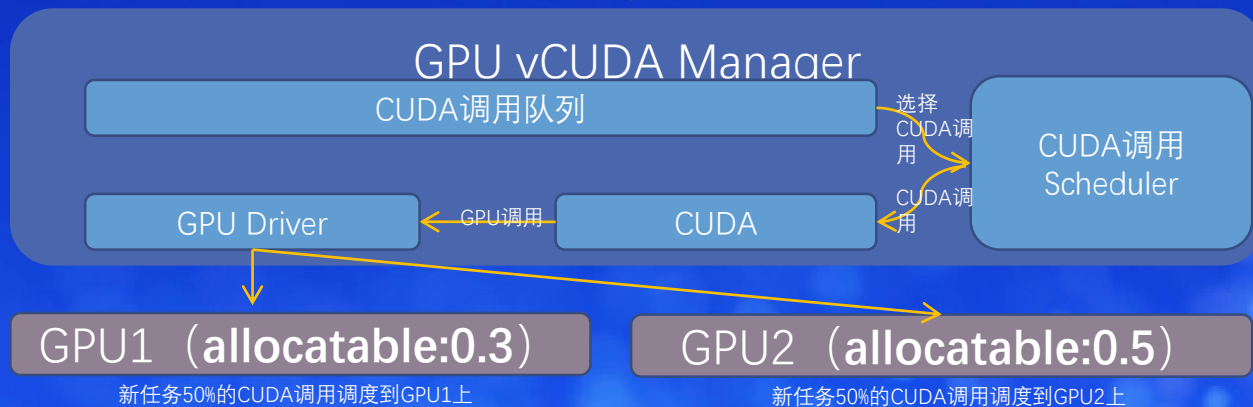 GPU vCUDA Manager
CUDA调用队列
选择
CUDA调
用
CUDA调用
Scheduler
CUDA调
用
GPU Driver
GPU调用
CUDA
GPU1（allocatable:0.3）
GPU2（allocatable:0.5）
新任务50%的CUDA调用调度到GPU1上
新任务50%的CUDA调用调度到GPU2上